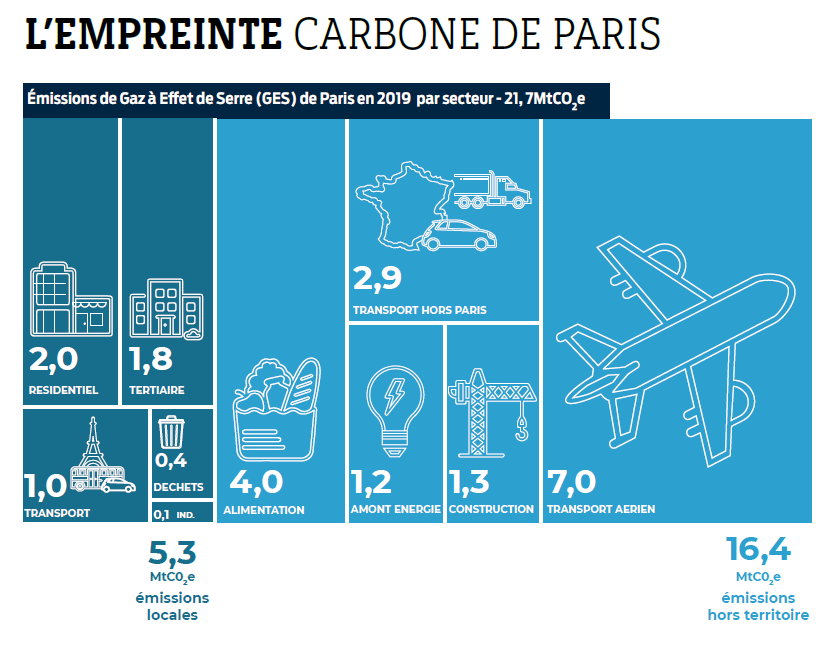 L'EMPREINTE CARBONE DE PARIS
Émissions de Gaz à Effet de Serre (GES) de Paris en 2019 par secteur - 21, 7MtCO2e
2,0
RESIDENTIEL
1,8
TERTIAIRE
1,0
TRANSPORT
0,4
DECHETS
0,1 IND.
4,0
ALIMENTATION
2,9
TRANSPORT HORS PARIS
1,2
AMONT ENERGIE
1,3
CONSTRUCTION
7,0
TRANSPORT AERIEN
5,3
MtC02e
émissions
locales
16,4
MtC02e
émissions
hors territoire